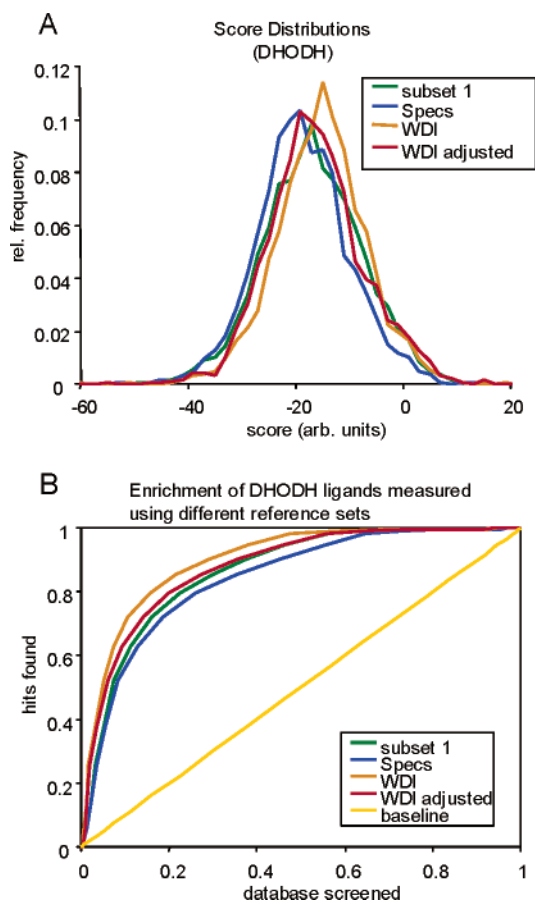 A
Score Distributions
(DHODH)
0.12
0.1
0.08
0.06
0.04
0.02
0
rel. frequency
subset 1
Specs
WDI
WDI adjusted
-60
-40
-20
0
20
score (arb. units)
B
Enrichment of DHODH ligands measured
using different reference sets
1
0.8
0.6
0.4
0.2
0
hits found
subset 1
Specs
WDI
WDI adjusted
baseline
0
0.2
0.4
0.6
0.8
1
database screened